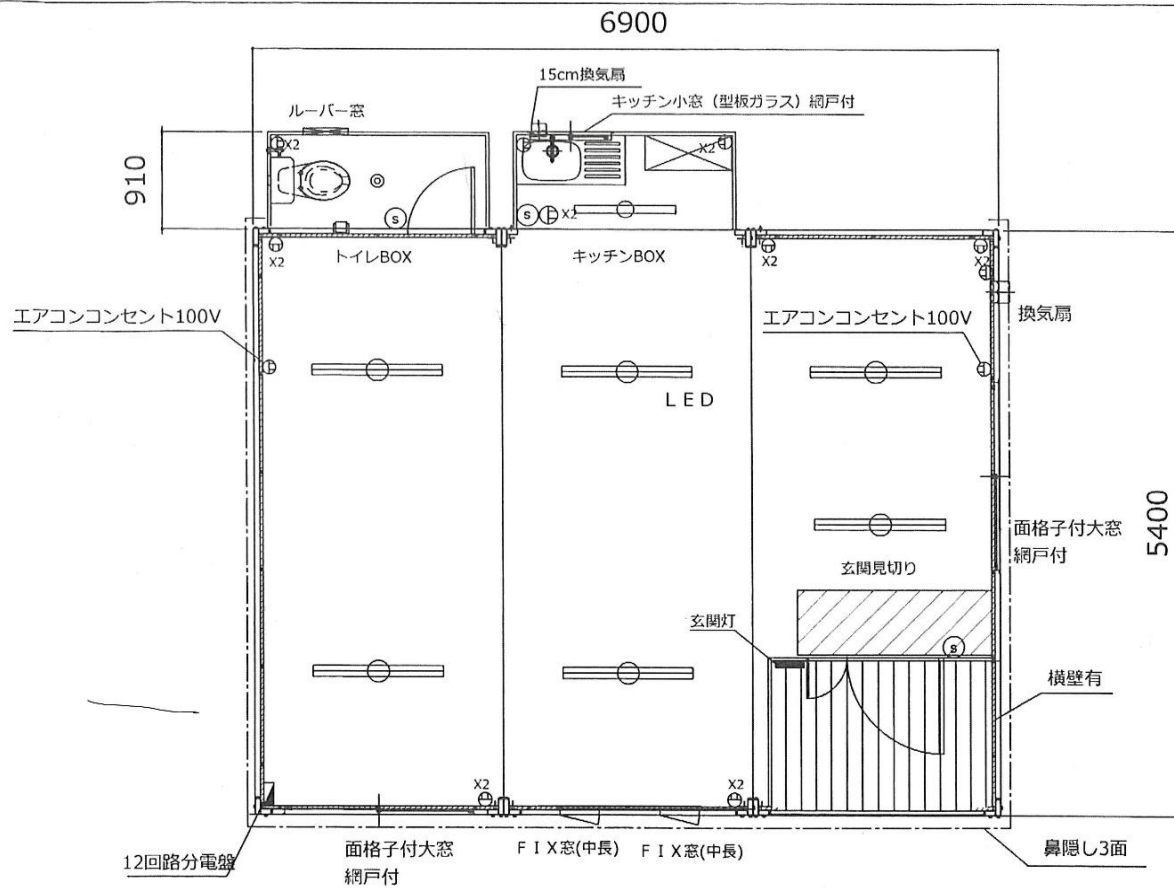 6900
15cm換気扇
キッチン小窓（型板ガラス）網戸付
ルーバー窓
X2
X2
910
S
S
X2
トイレBOX
キッチンBOX
X2
X2
X2
エアコンコンセント100V
エアコンコンセント100V
換気扇
ＬＥＤ
5400
面格子付大窓
網戸付
玄関見切り
玄関灯
S
横壁有
X2
X2
12回路分電盤
面格子付大窓
網戸付
ＦＩＸ窓(中長)
ＦＩＸ窓(中長)
鼻隠し3面